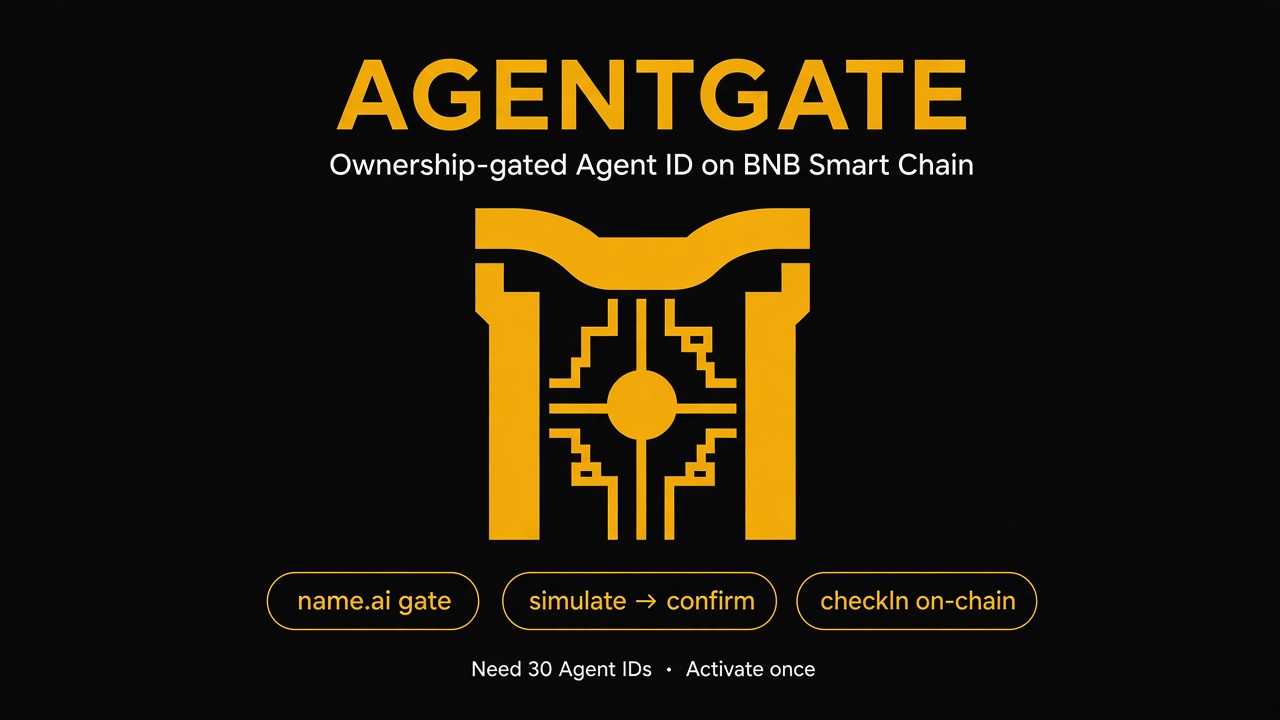 AGENTGATE
Ownership-gated Agent ID on BNB Smart Chain
name.ai gate
simulate → confirm
checkIn on-chain
Need 30 Agent IDs • Activate once